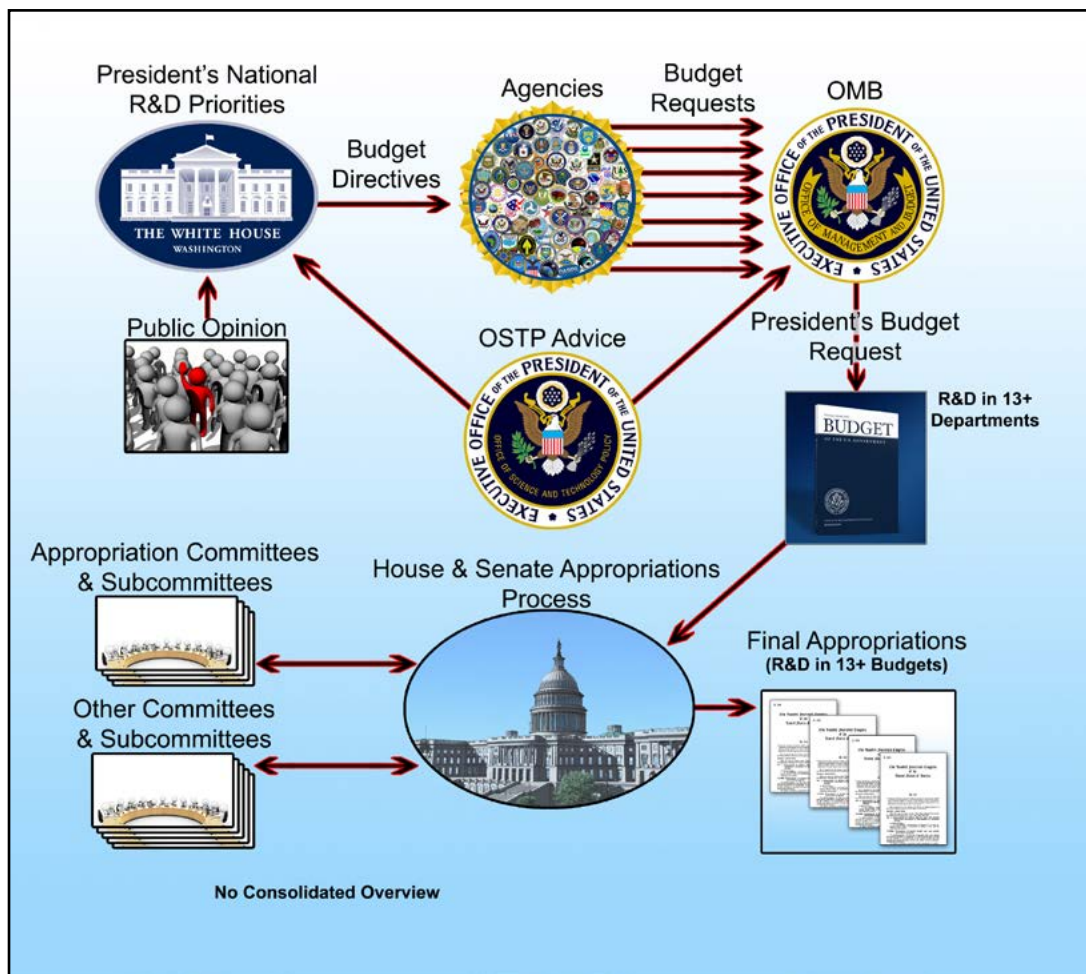 President's National
R&D Priorities
THE WHITE HOUSE
WASHINGTON
Budget
Directives
Agencies
Budget
Requests
OMB
EXECUTIVE OFFICE OF THE PRESIDENT OF THE UNITED STATES
OFFICE OF MANAGEMENT AND BUDGET
Public Opinion
OSTP Advice
EXECUTIVE OFFICE OF THE PRESIDENT OF THE UNITED STATES
OFFICE OF SCIENCE AND TECHNOLOGY POLICY
President's Budget
Request
R&D in 13+
Departments
BUDGET
OF THE U.S. GOVERNMENT
Appropriation Committees
& Subcommittees
House & Senate Appropriations
Process
Other Committees
& Subcommittees
Final Appropriations
(R&D in 13+ Budgets)
No Consolidated Overview